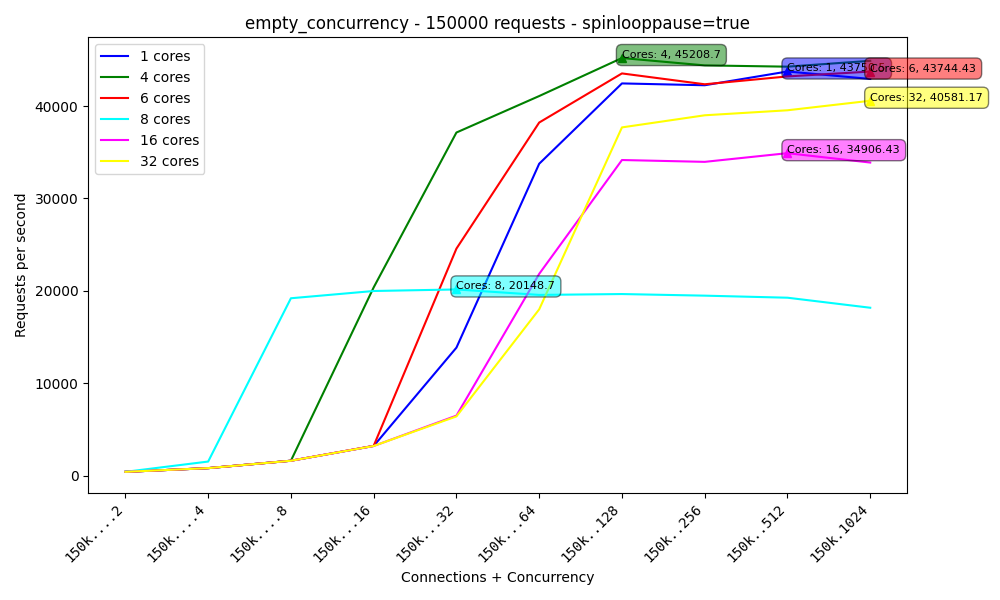 empty_concurrency - 150000 requests - spinlooppause=true
1 cores
4 cores
6 cores
8 cores
16 cores
32 cores
Cores: 4, 45208.7
Cores: 1,
Cores: 6, 43744.43
Cores: 32, 40581.17
Cores: 16, 34906.43
Cores: 8, 20148.7
Requests per second
40000
30000
20000
10000
0
150k....2
150k....4
150k....8
150k...16
150k...32
150k...64
150k..128
150k..256
150k..512
150k.1024
Connections + Concurrency